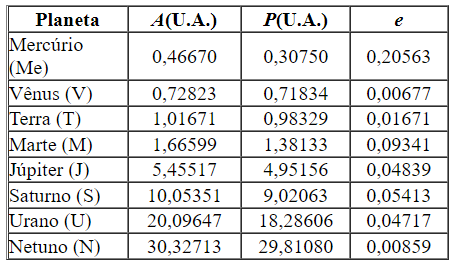 Planeta A(U.A.) P(U.A.) e
Mercúrio
(Me) 0,46670 0,30750 0,20563
Vênus (V) 0,72823 0,71834 0,00677
Terra (T) 1,01671 0,98329 0,01671
Marte (M) 1,66599 1,38133 0,09341
Júpiter (J) 5,45517 4,95156 0,04839
Saturno (S) 10,05351 9,02063 0,05413
Urano (U) 20,09647 18,28606 0,04717
Netuno (N) 30,32713 29,81080 0,00859